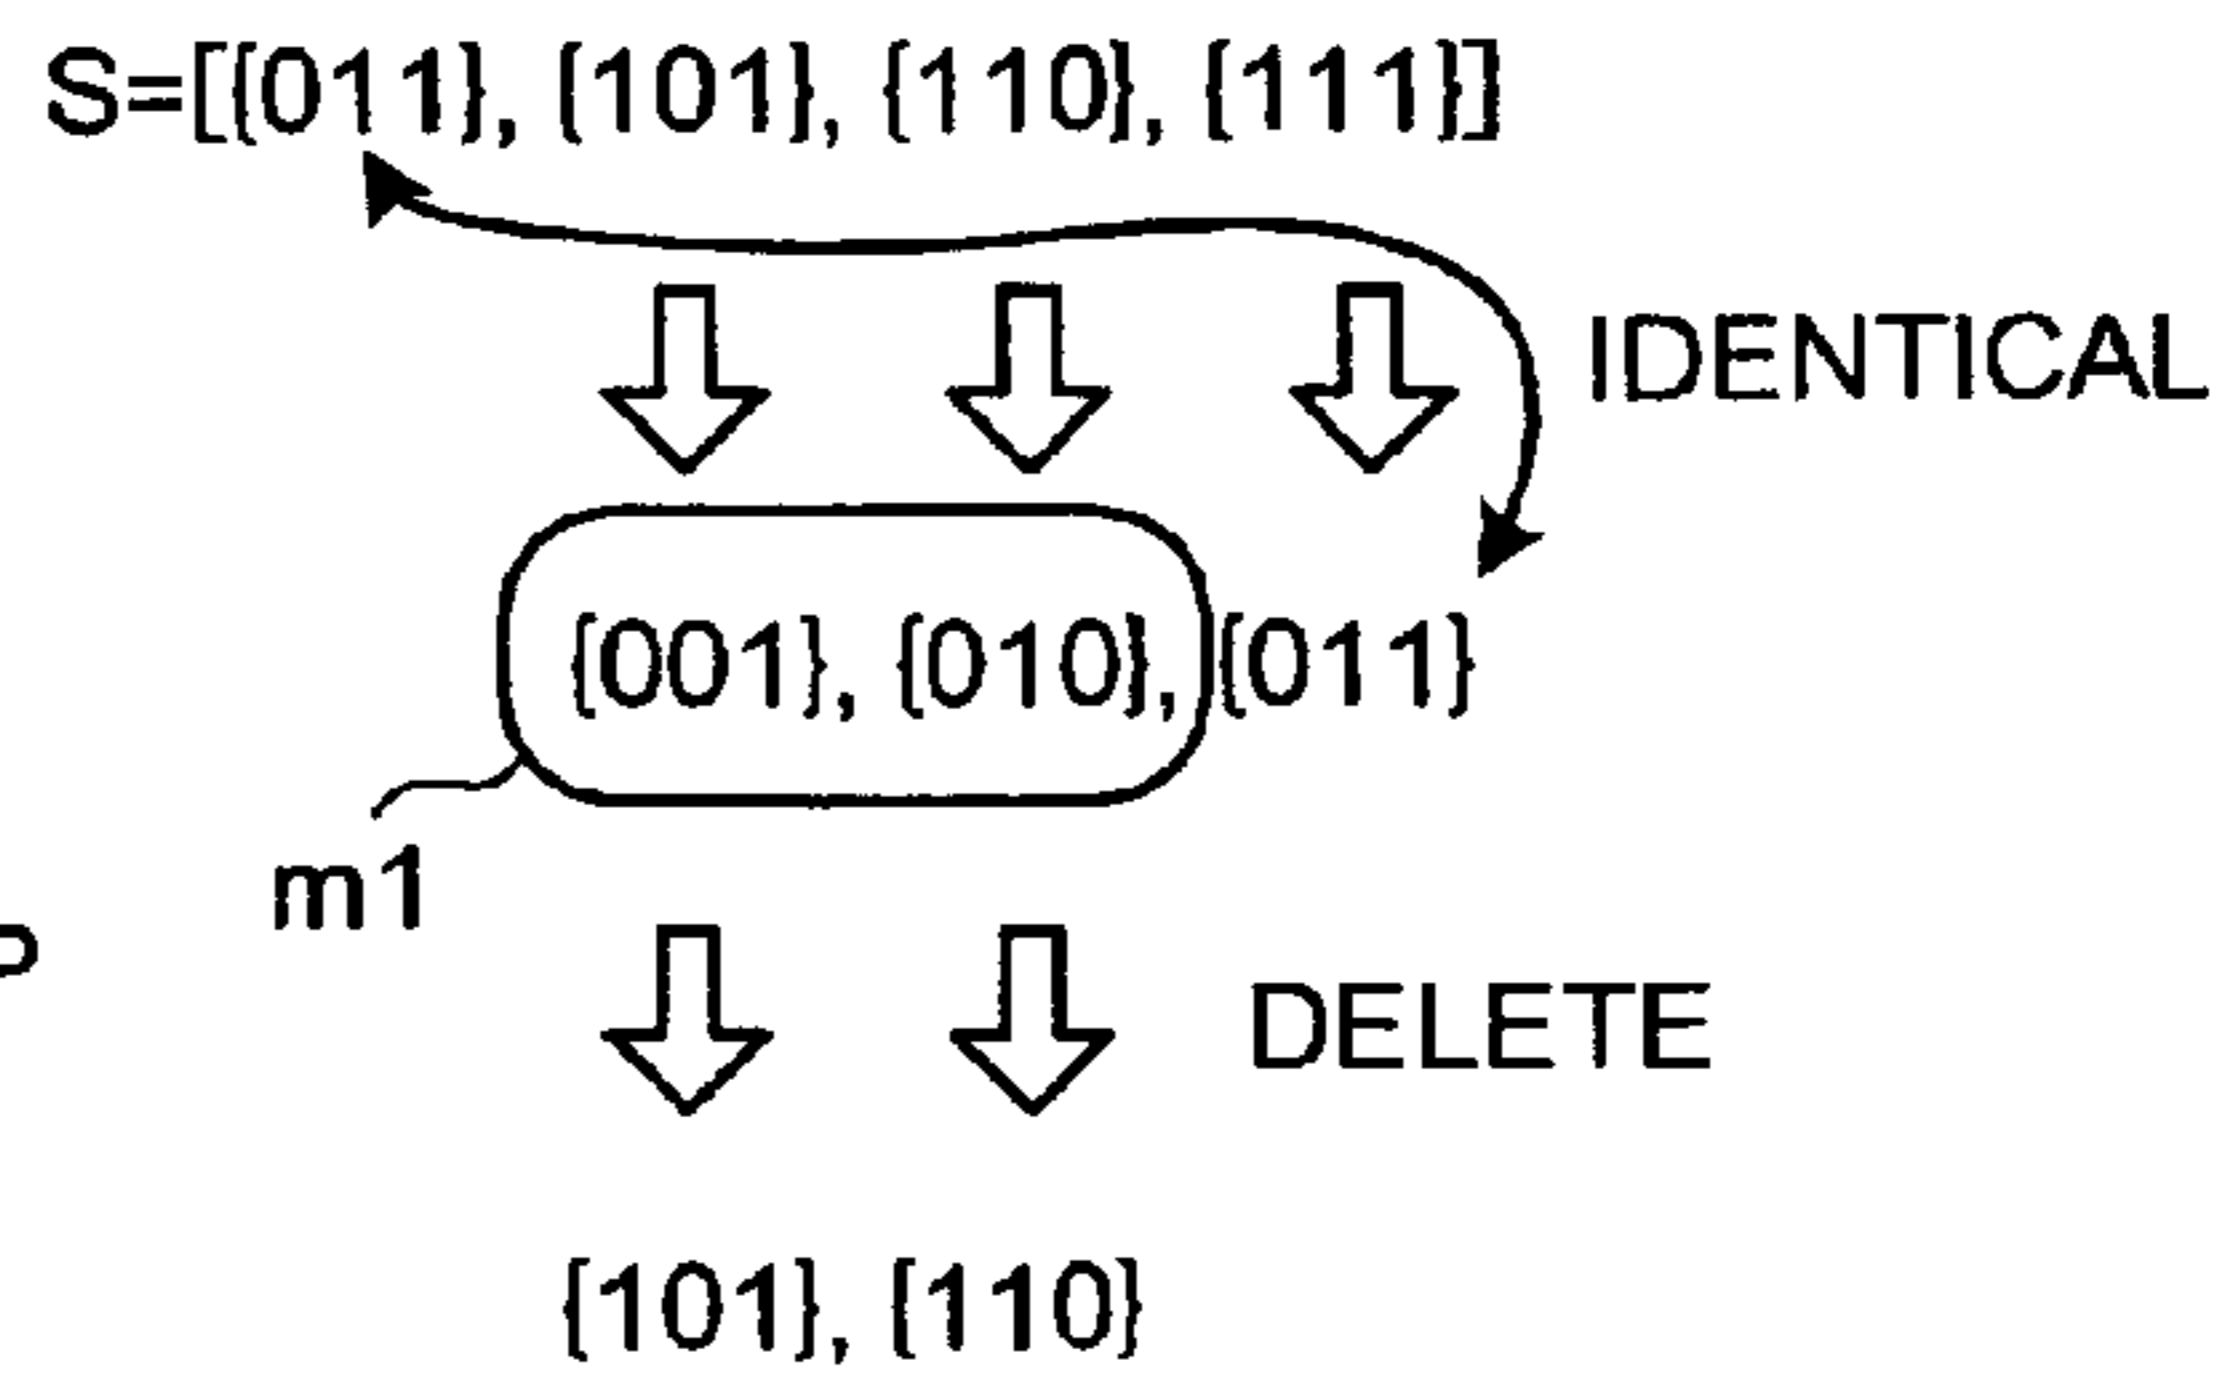 S=[{011}, {101}, {110}, {111}]
IDENTICAL
{001}, {010}, {011}
m1
DELETE
{101}, {110}